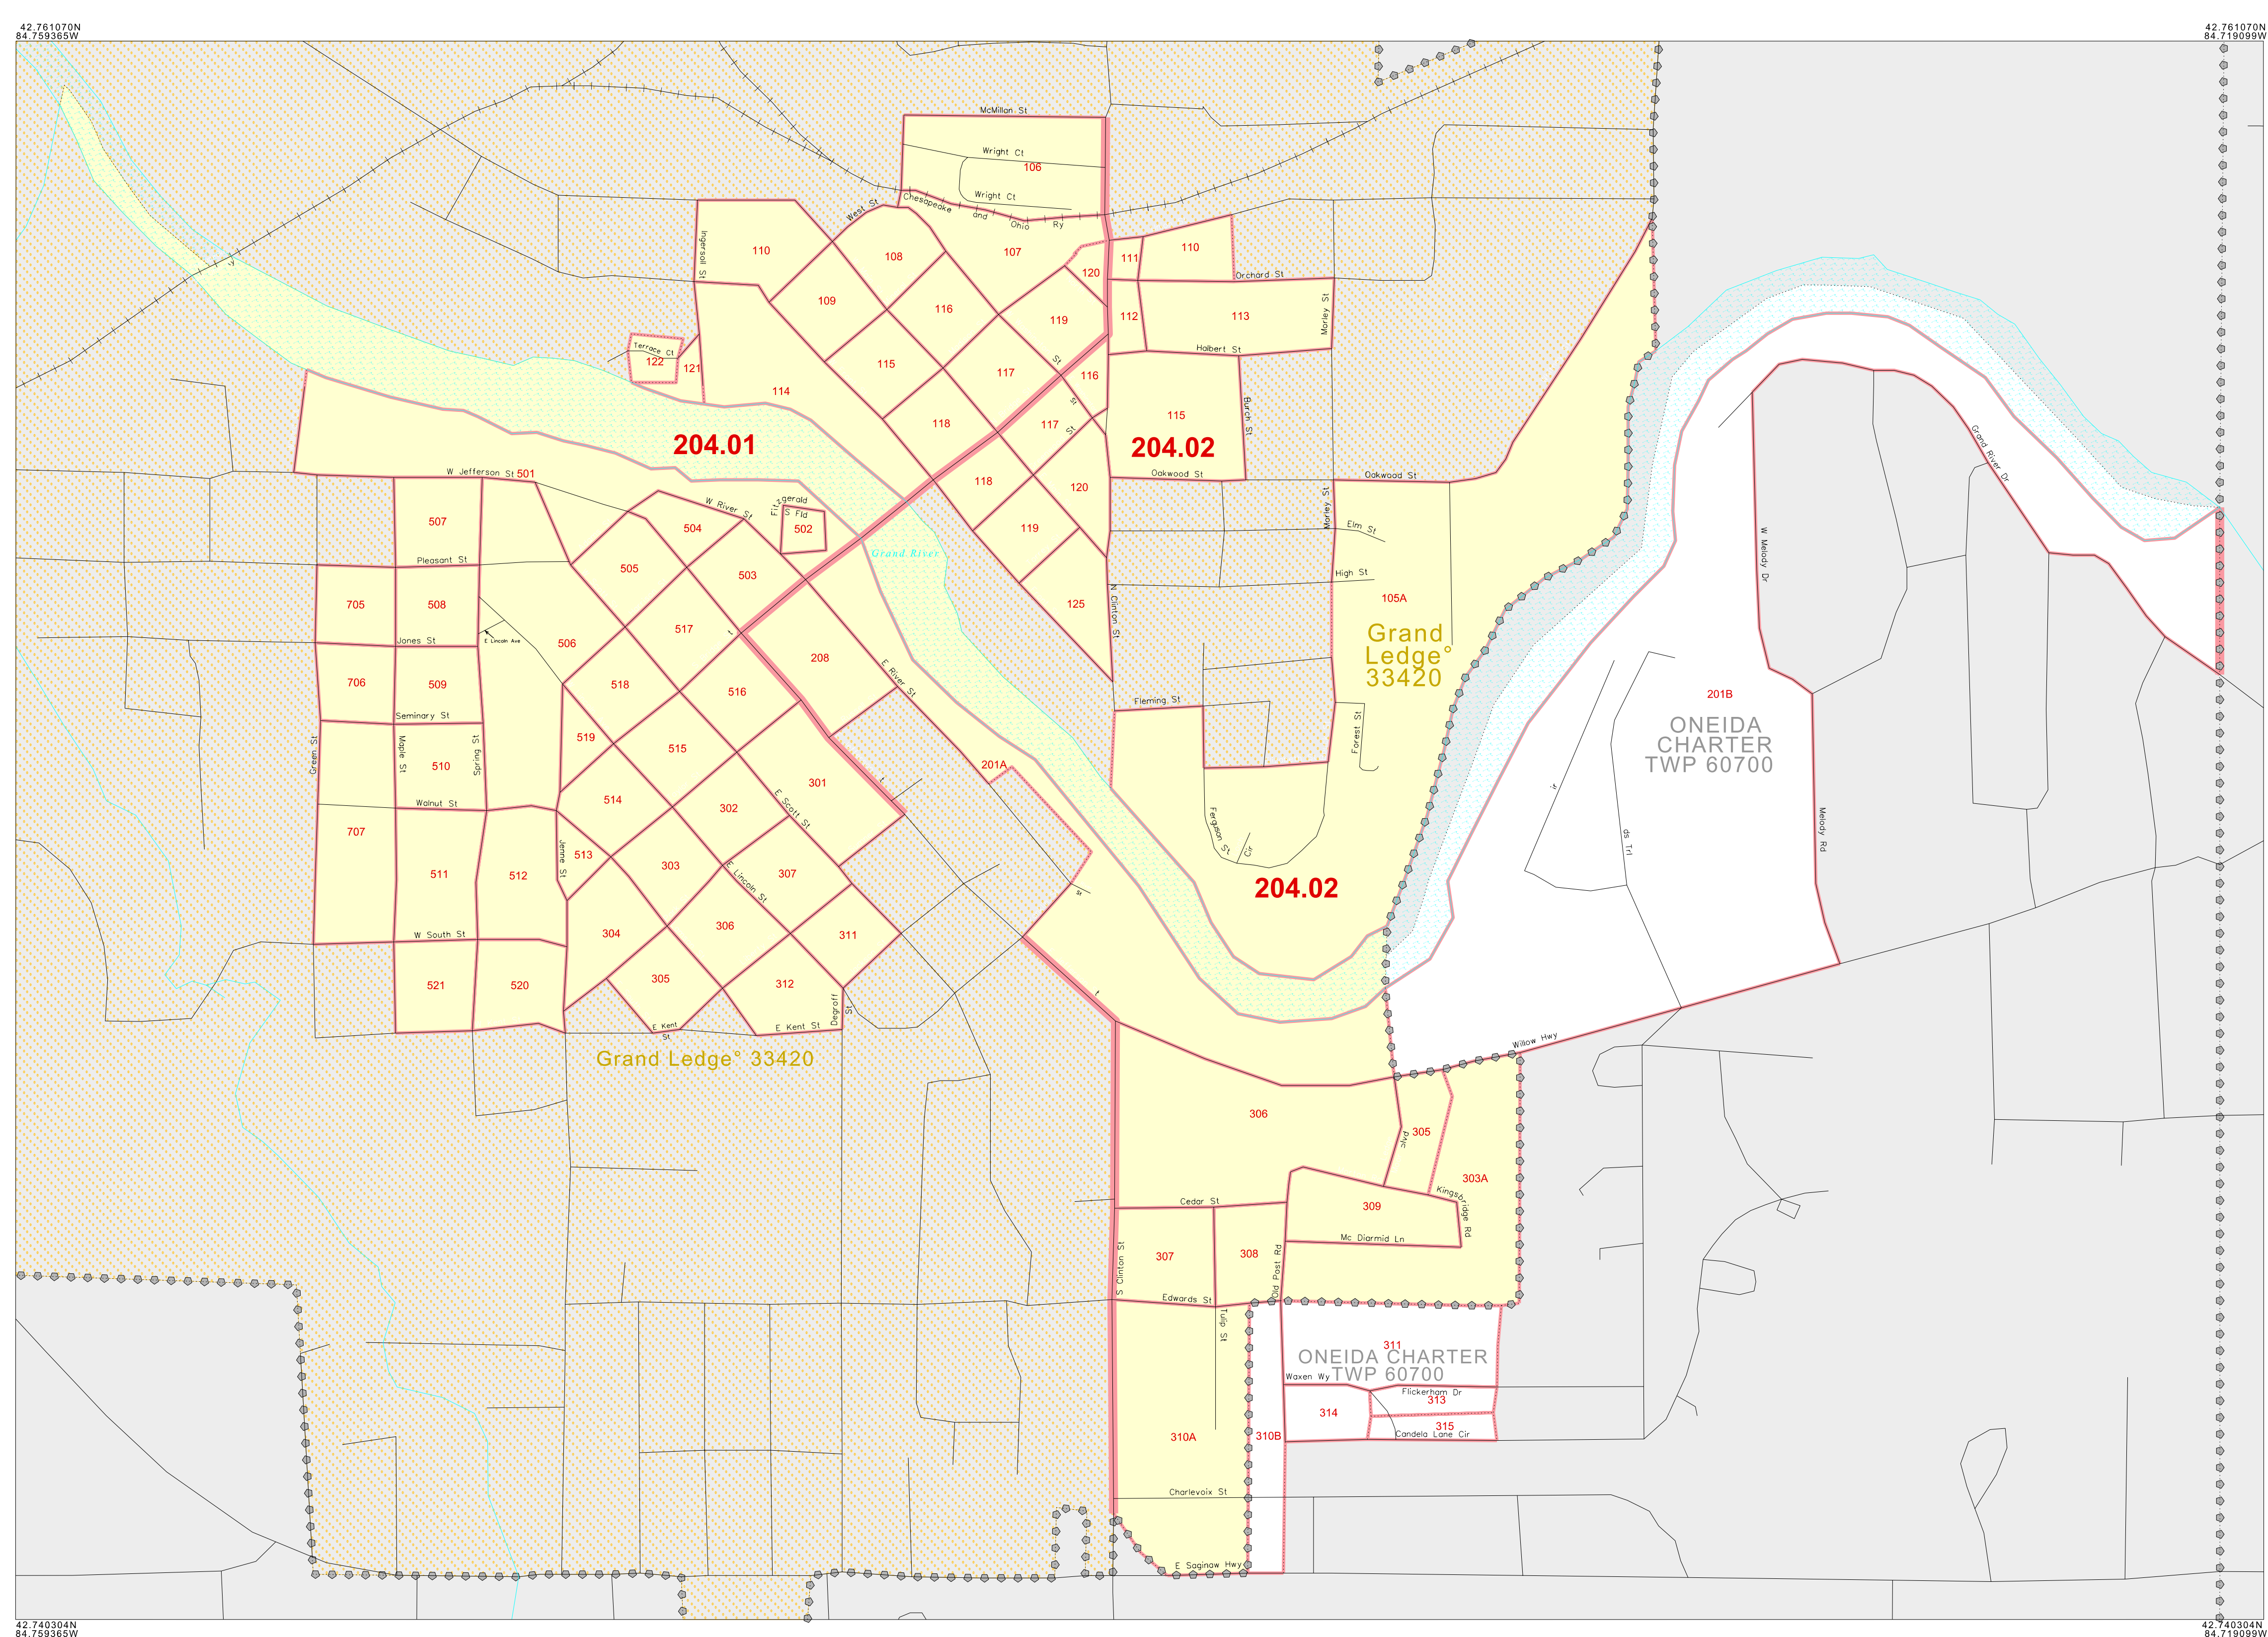 42.761070N
84.759365W
42.761070N
84.719099W
McMillan St
Wright Ct
106
Wright Ct
West St
Chesapeake and Ohio Ry
Ingersoll St
110
108
107
120
111
110
Orchard St
109
116
119
112
113
Morley St
Terrace Ct
122
121
114
115
117
St
116
Halbert St
St
118
117
St
115
Burch St
204.01
204.02
W Jefferson St
501
118
120
Oakwood St
Oakwood St
Grand River Dr
507
W River St
504
Fitzgerald
S Fld
502
119
Morley St
Elm St
Grand River
W Melody Dr
Pleasant St
505
503
High St
705
508
517
125
N Clinton St
105A
Jones St
E Lincoln Ave
506
t
208
Grand
Ledge°
33420
706
509
518
516
E River St
Fleming St
201B
Seminary St
Green St
Maple St
Spring St
519
515
Forest St
ONEIDA
CHARTER
TWP 60700
510
201A
t
301
514
302
E Scott St
Walnut St
707
Ferguson St
Cir
ds Trl
Melody Rd
Jenne St
513
303
E Lincoln St
307
511
512
204.02
st
304
306
311
W South St
521
520
305
312
Degroff St
E Kent St
E Kent St
t
Grand Ledge° 33420
Willow Hwy
306
305
Blvd
303A
Cedar St
309
Kingsbridge Rd
Mc Diarmid Ln
S Clinton St
307
308
Old Post Rd
Edwards St
Tulip St
311
ONEIDA CHARTER
TWP 60700
Waxen Wy
Flickerham Dr
313
314
315
Candela Lane Cir
310A
310B
Charlevoix St
E Saginaw Hwy
42.740304N
84.759365W
42.740304N
84.719099W